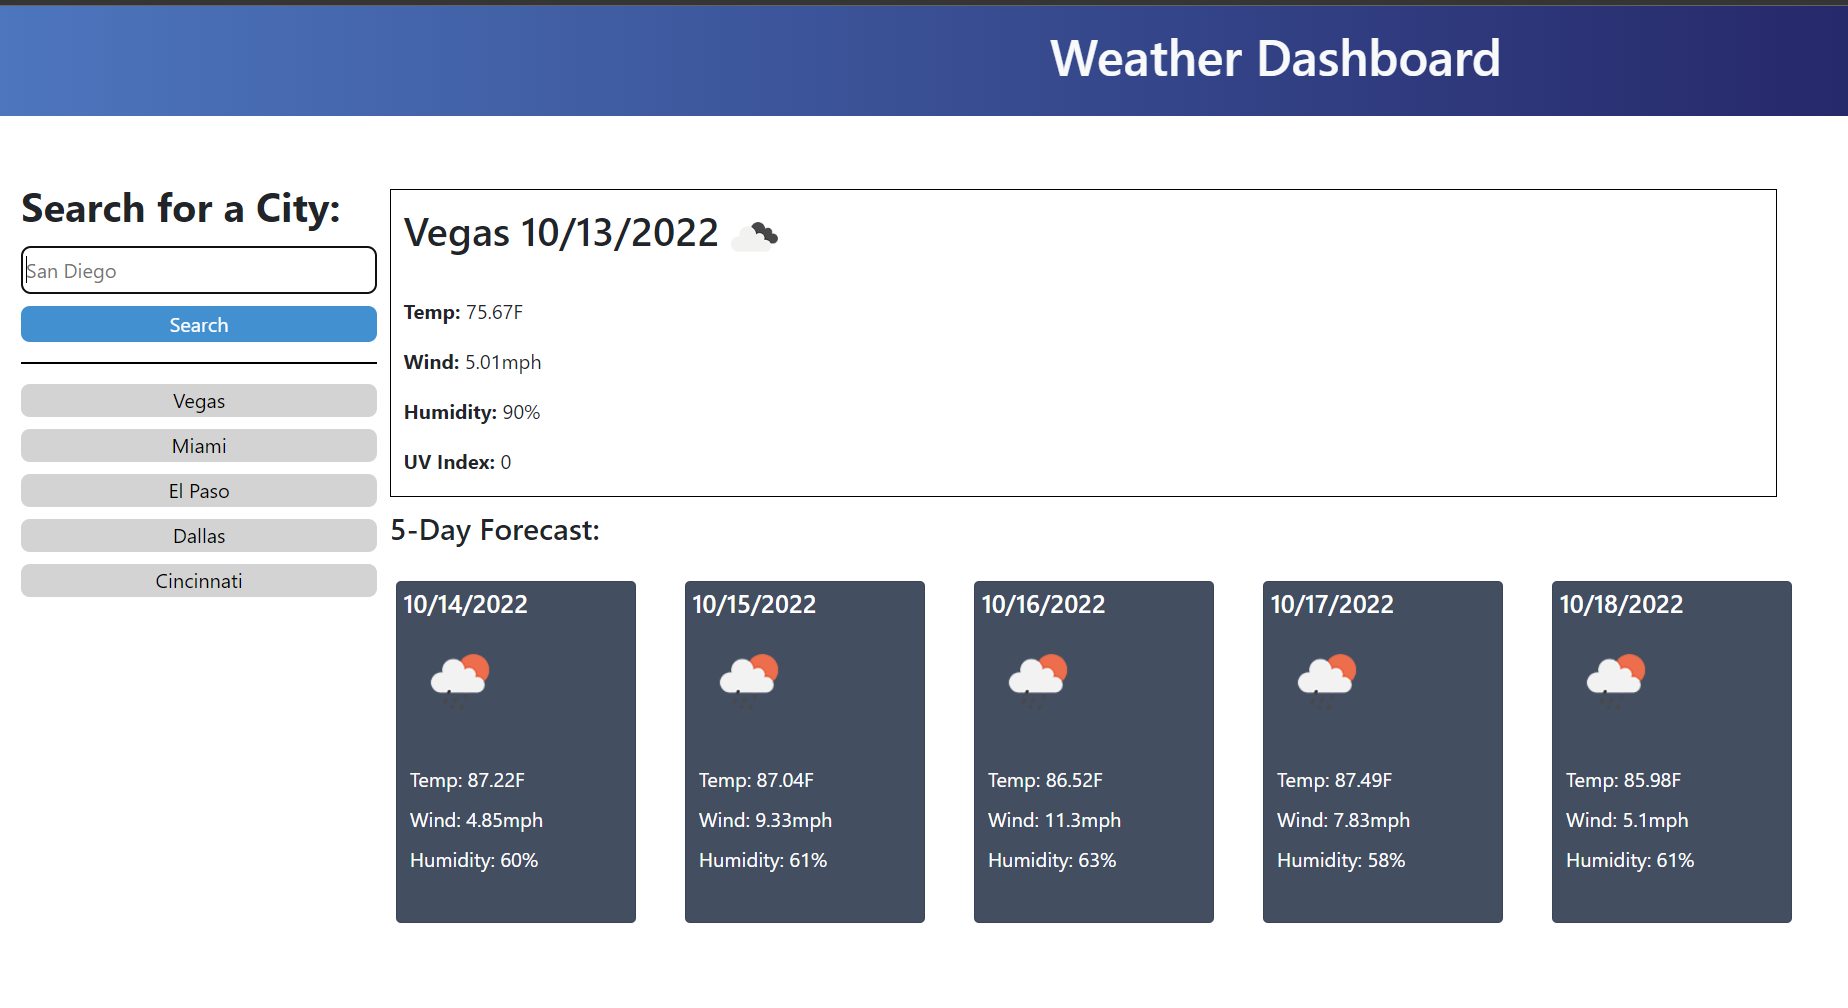 Weather Dashboard
Search for a City:
San Diego
Search
Vegas
Miami
El Paso
Dallas
Cincinnati
Vegas 10/13/2022
Temp: 75.67F
Wind: 5.01mph
Humidity: 90%
UV Index: 0
5-Day Forecast:
10/14/2022
Temp: 87.22F
Wind: 4.85mph
Humidity: 60%
10/15/2022
Temp: 87.04F
Wind: 9.33mph
Humidity: 61%
10/16/2022
Temp: 86.52F
Wind: 11.3mph
Humidity: 63%
10/17/2022
Temp: 87.49F
Wind: 7.83mph
Humidity: 58%
10/18/2022
Temp: 85.98F
Wind: 5.1mph
Humidity: 61%